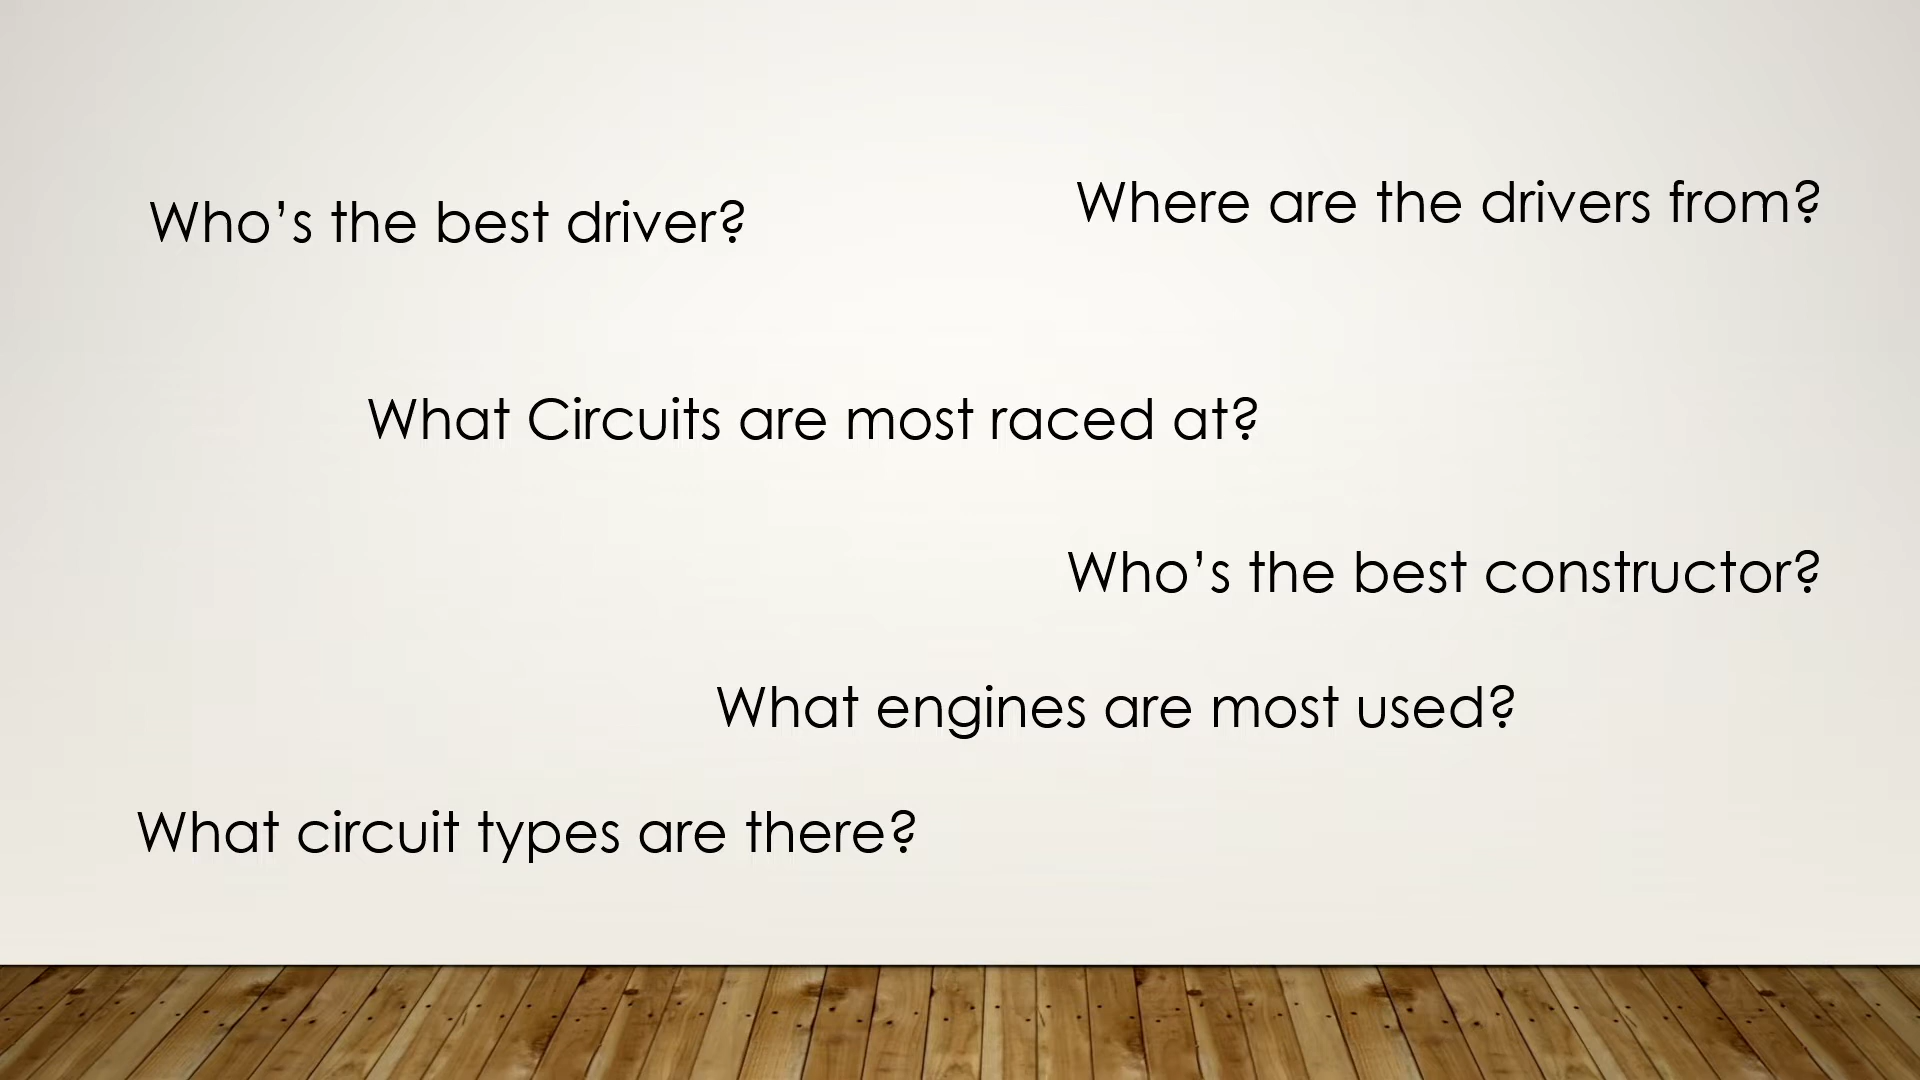 Who’s the best driver?
Where are the drivers from?
What Circuits are most raced at?
Who’s the best constructor?
What engines are most used?
What circuit types are there?